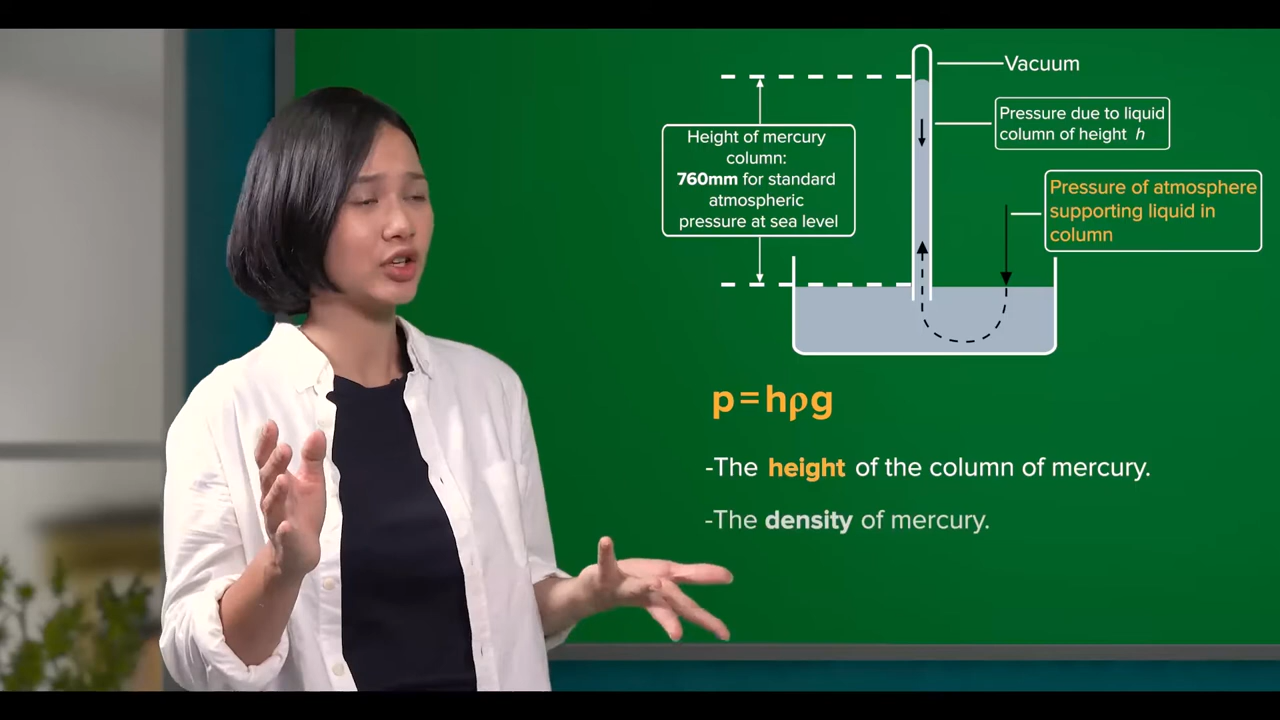 Vacuum
Pressure due to liquid
column of height h
Height of mercury
column:
760mm for standard
atmospheric
pressure at sea level
Pressure of atmosphere
supporting liquid in
column
p=hρg
-The height of the column of mercury.
-The density of mercury.